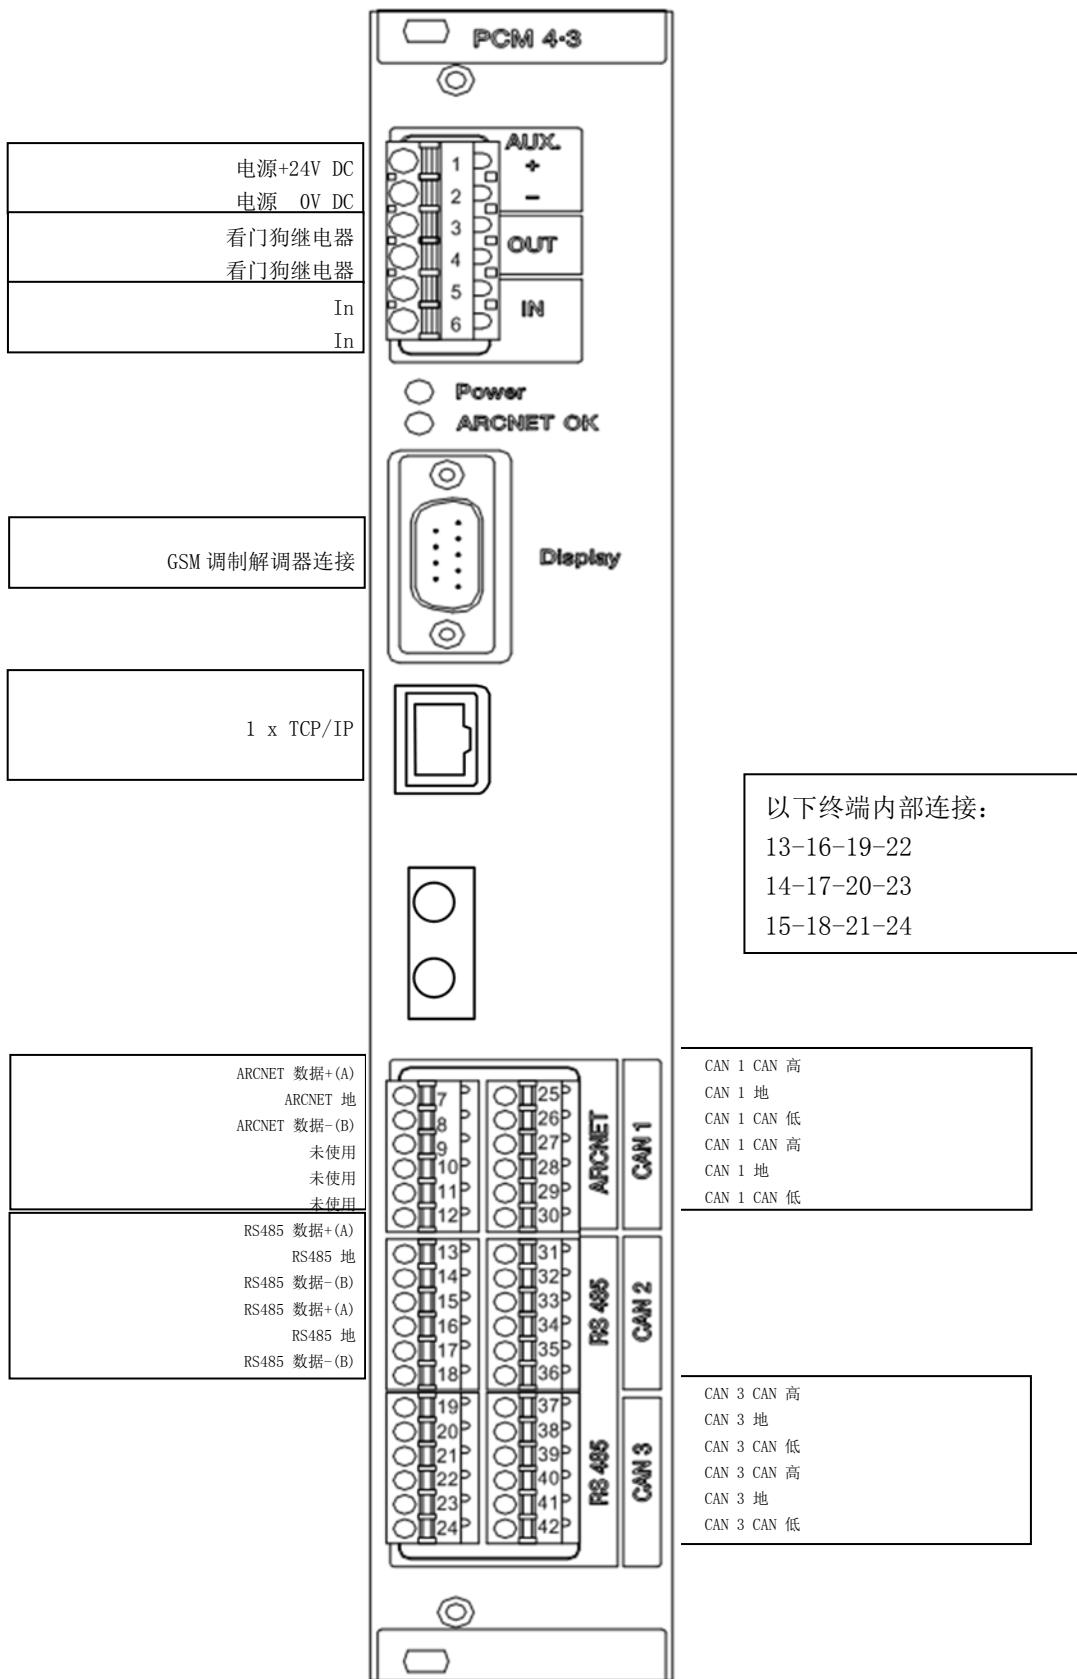 PCM 4·3
AUX.
+
−
OUT
IN
1
2
3
4
5
6
电源+24V DC
电源 0V DC
看门狗继电器
看门狗继电器
In
In
Power
ARCNET OK
GSM 调制解调器连接
Display
1 x TCP/IP
以下终端内部连接：
13-16-19-22
14-17-20-23
15-18-21-24
ARCNET 数据+(A)
ARCNET 地
ARCNET 数据-(B)
未使用
未使用
未使用
RS485 数据+(A)
RS485 地
RS485 数据-(B)
RS485 数据+(A)
RS485 地
RS485 数据-(B)
7
8
9
10
11
12
13
14
15
16
17
18
19
20
21
22
23
24
25
26
27
28
29
30
31
32
33
34
35
36
37
38
39
40
41
42
ARCNET
RS 485
RS 485
CAN 1
CAN 2
CAN 3
CAN 1 CAN 高
CAN 1 地
CAN 1 CAN 低
CAN 1 CAN 高
CAN 1 地
CAN 1 CAN 低
CAN 3 CAN 高
CAN 3 地
CAN 3 CAN 低
CAN 3 CAN 高
CAN 3 地
CAN 3 CAN 低